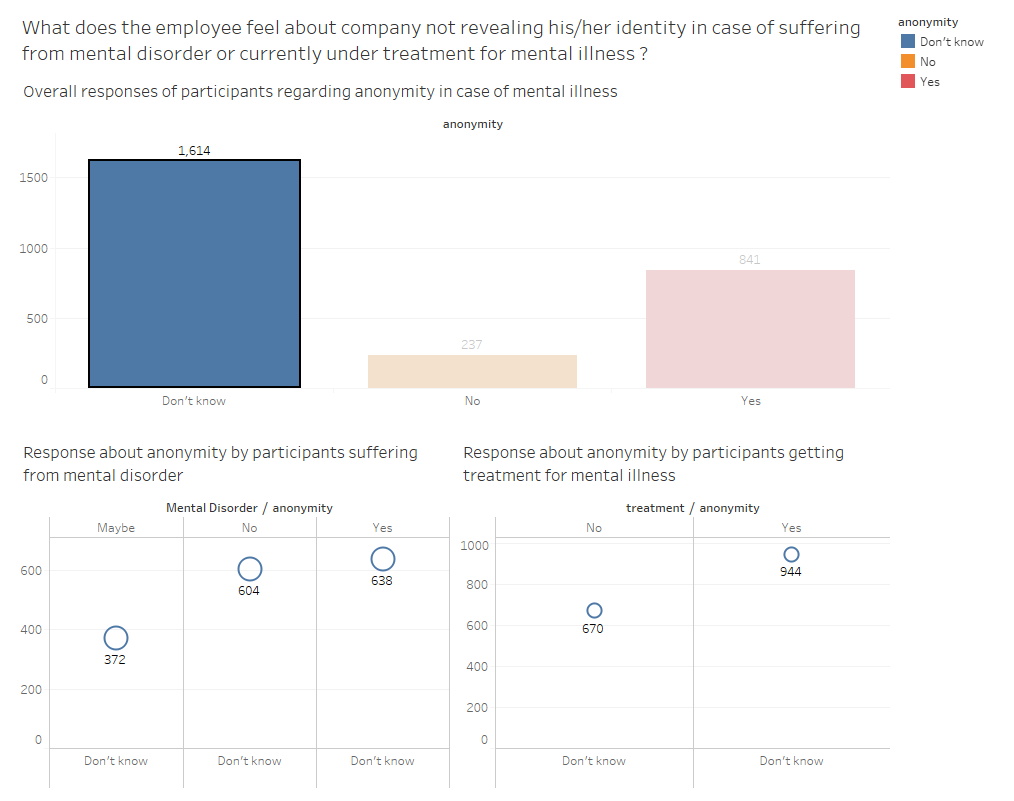 What does the employee feel about company not revealing his/her identity in case of suffering
from mental disorder or currently under treatment for mental illness ?
anonymity
Don't know
No
Yes
Overall responses of participants regarding anonymity in case of mental illness
anonymity
1,614
1500
841
1000
237
500
0
Don't know No Yes
Response about anonymity by participants suffering
from mental disorder
Mental Disorder / anonymity
Maybe No Yes
600
638
604
400
372
200
0
Don't know Don't know Don't know
Response about anonymity by participants getting
treatment for mental illness
treatment / anonymity
No Yes
1000
944
800
600
670
400
200
0
Don't know Don't know